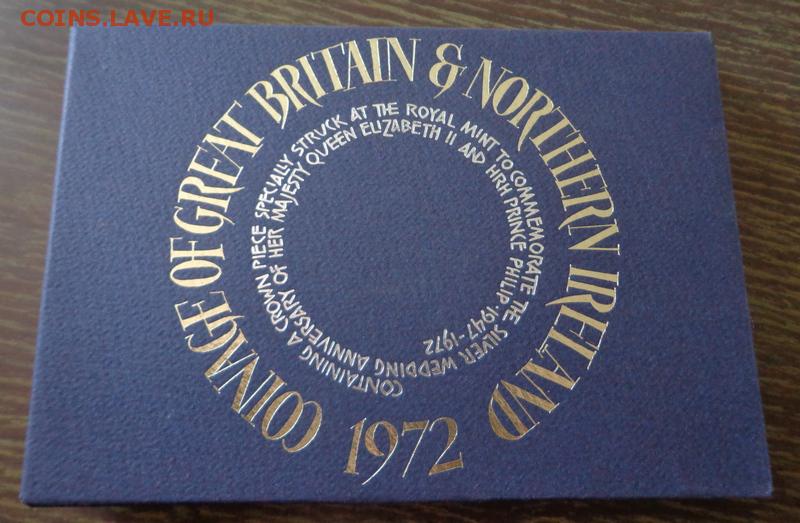 COINS.LAVE.RU
COINAGE OF GREAT BRITAIN & NORTHERN IRELAND
1972
CONTAINING A CROWN PIECE SPECIALLY STRUCK AT THE ROYAL MINT TO COMMEMORATE THE SILVER WEDDING ANNIVERSARY OF HER MAJESTY QUEEN ELIZABETH II AND HRH PRINCE PHILIP · 1947-1972